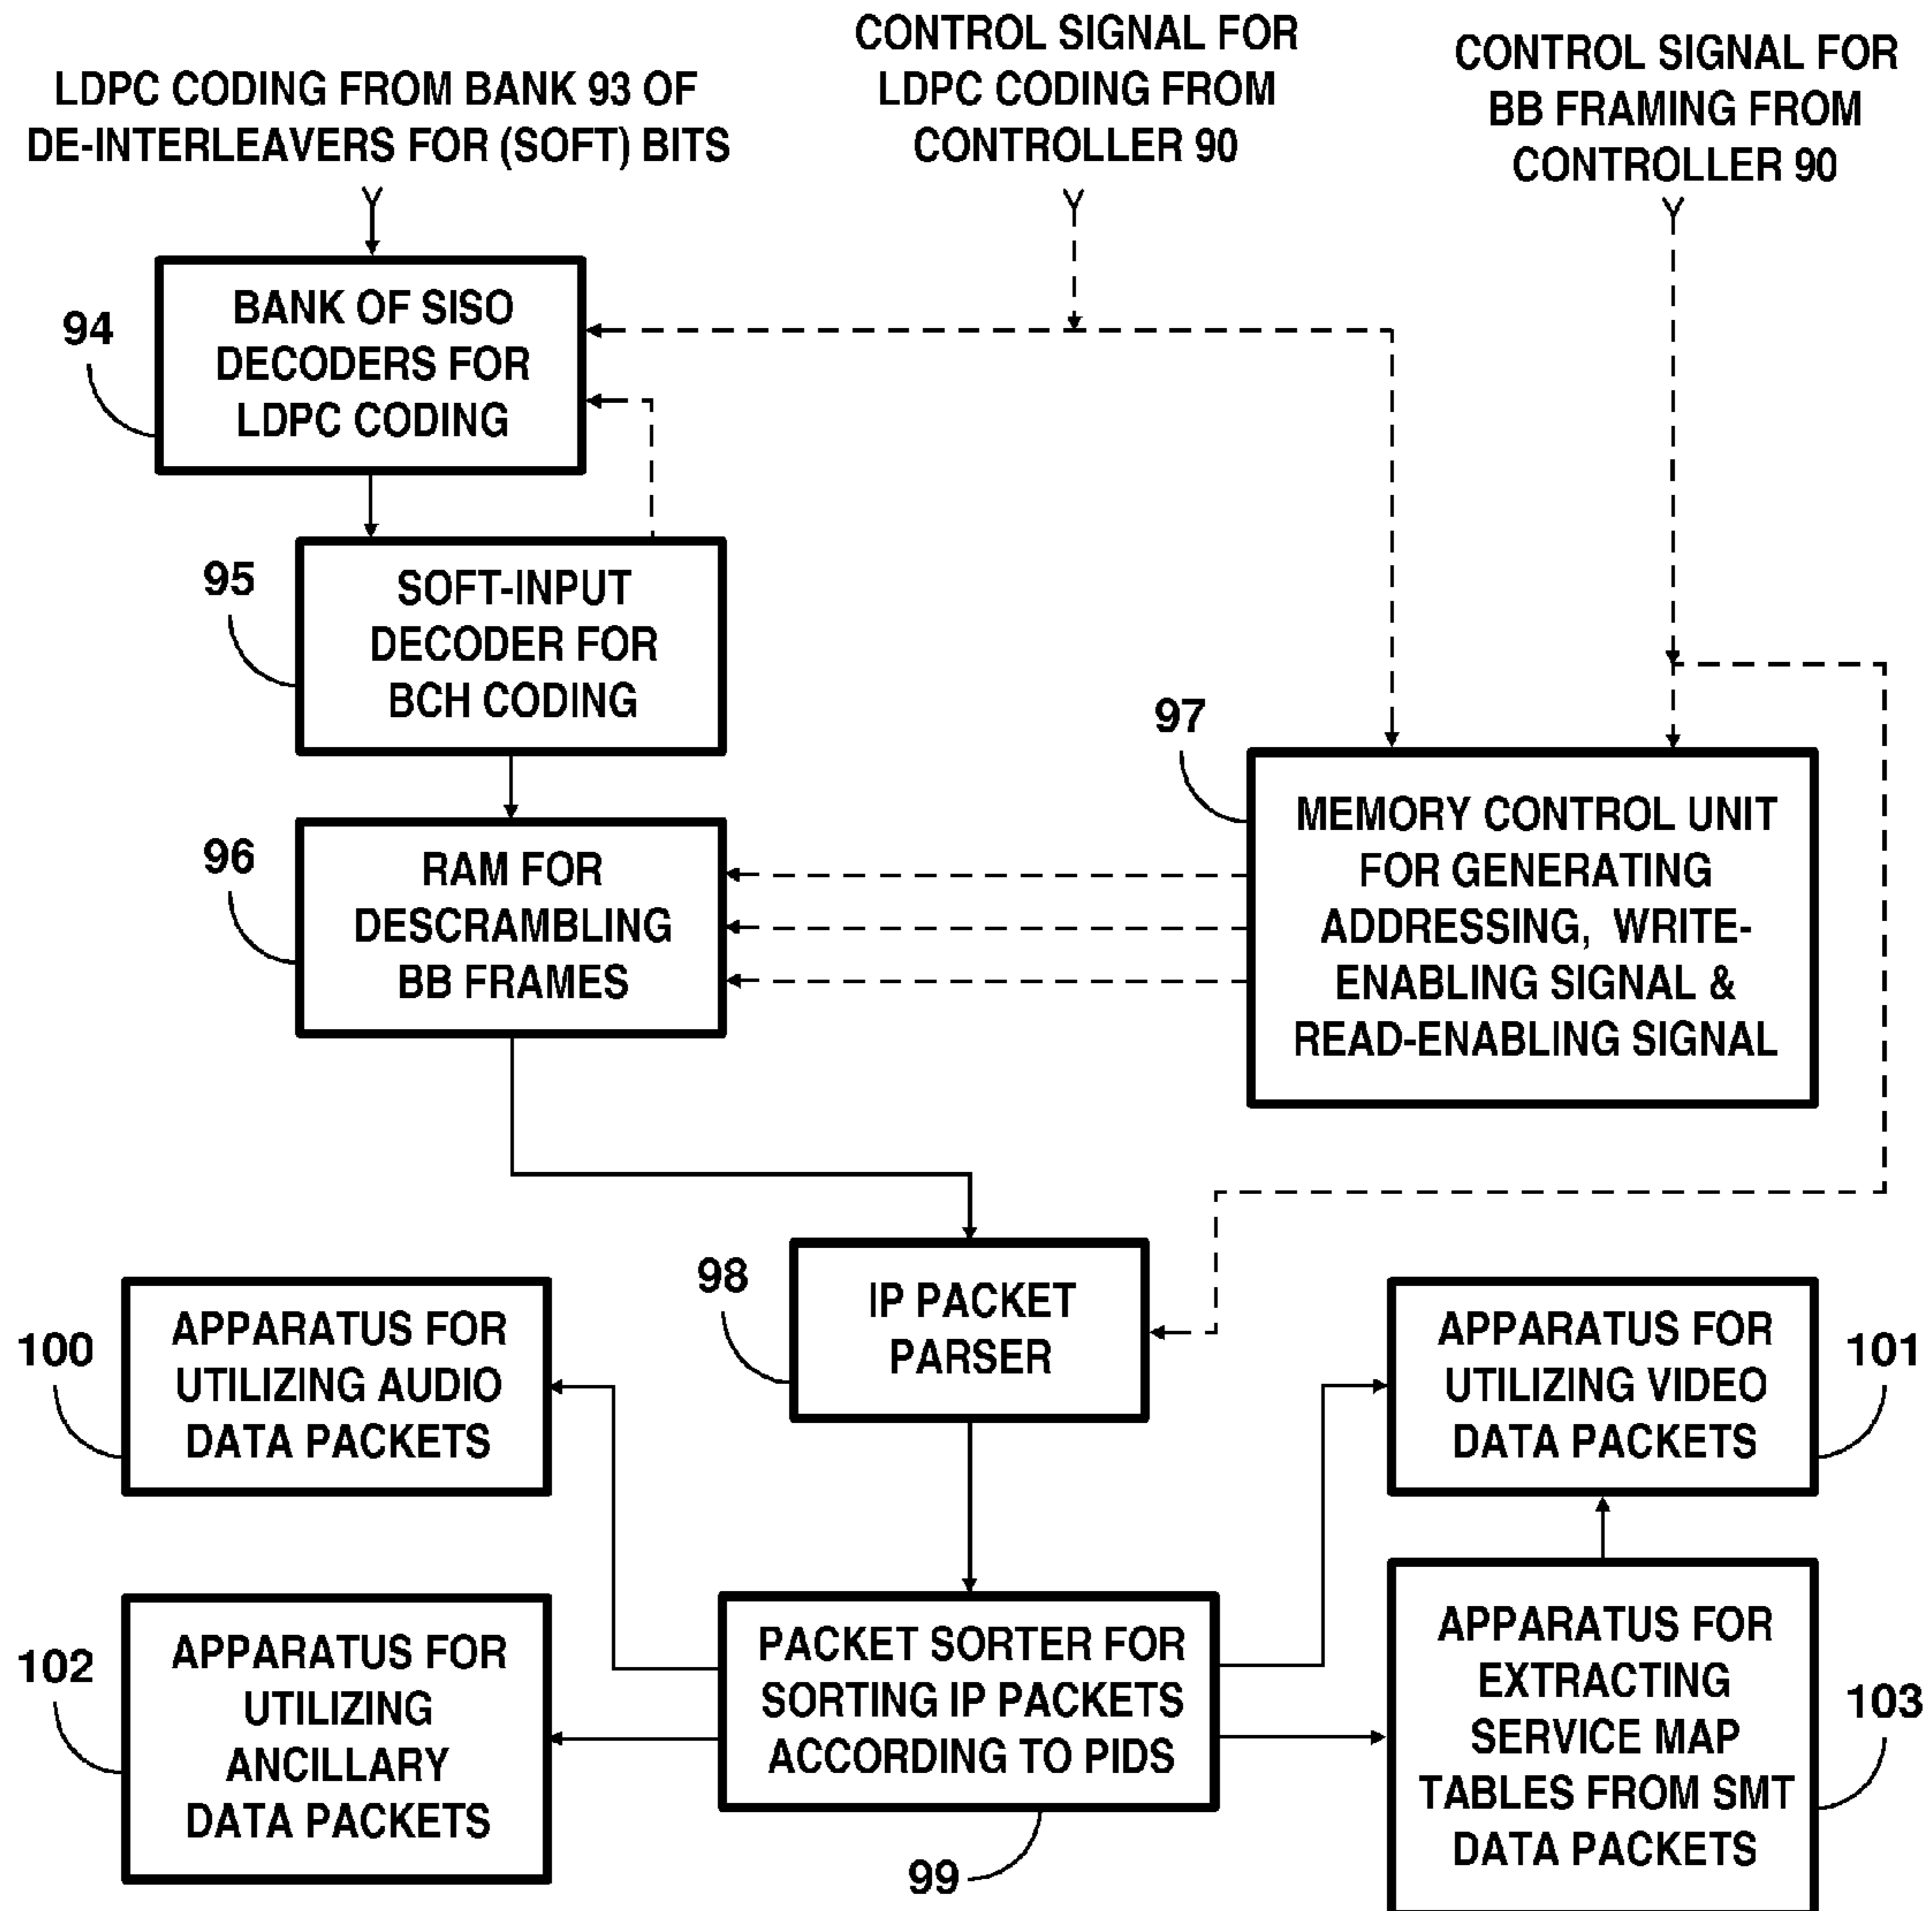 LDPC CODING FROM BANK 93 OF
DE-INTERLEAVERS FOR (SOFT) BITS
CONTROL SIGNAL FOR
LDPC CODING FROM
CONTROLLER 90
CONTROL SIGNAL FOR
BB FRAMING FROM
CONTROLLER 90
94
BANK OF SISO
DECODERS FOR
LDPC CODING
95
SOFT-INPUT
DECODER FOR
BCH CODING
96
RAM FOR
DESCRAMBLING
BB FRAMES
97
MEMORY CONTROL UNIT
FOR GENERATING
ADDRESSING, WRITE-
ENABLING SIGNAL &
READ-ENABLING SIGNAL
98
IP PACKET
PARSER
100
APPARATUS FOR
UTILIZING AUDIO
DATA PACKETS
APPARATUS FOR
UTILIZING VIDEO
DATA PACKETS
101
102
APPARATUS FOR
UTILIZING
ANCILLARY
DATA PACKETS
PACKET SORTER FOR
SORTING IP PACKETS
ACCORDING TO PIDS
99
APPARATUS FOR
EXTRACTING
SERVICE MAP
TABLES FROM SMT
DATA PACKETS
103